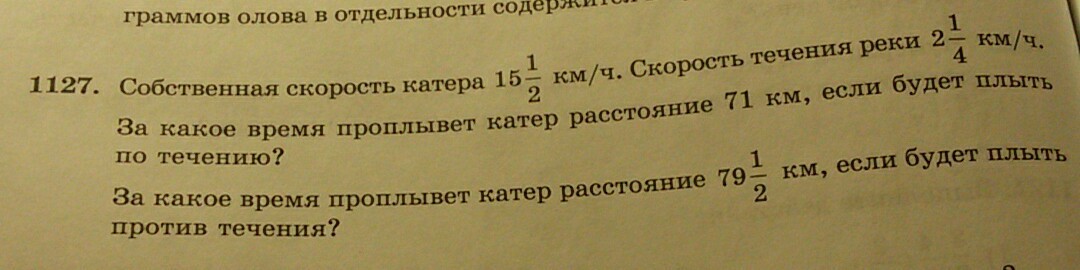 граммов олова в отдельности
1127. Собственная скорость катера 15 1/2 км/ч. Скорость течения реки 2 1/4 км/ч.
За какое время проплывет катер расстояние 71 км, если будет плыть
по течению?
За какое время проплывет катер расстояние 79 1/2 км, если будет плыть
против течения?